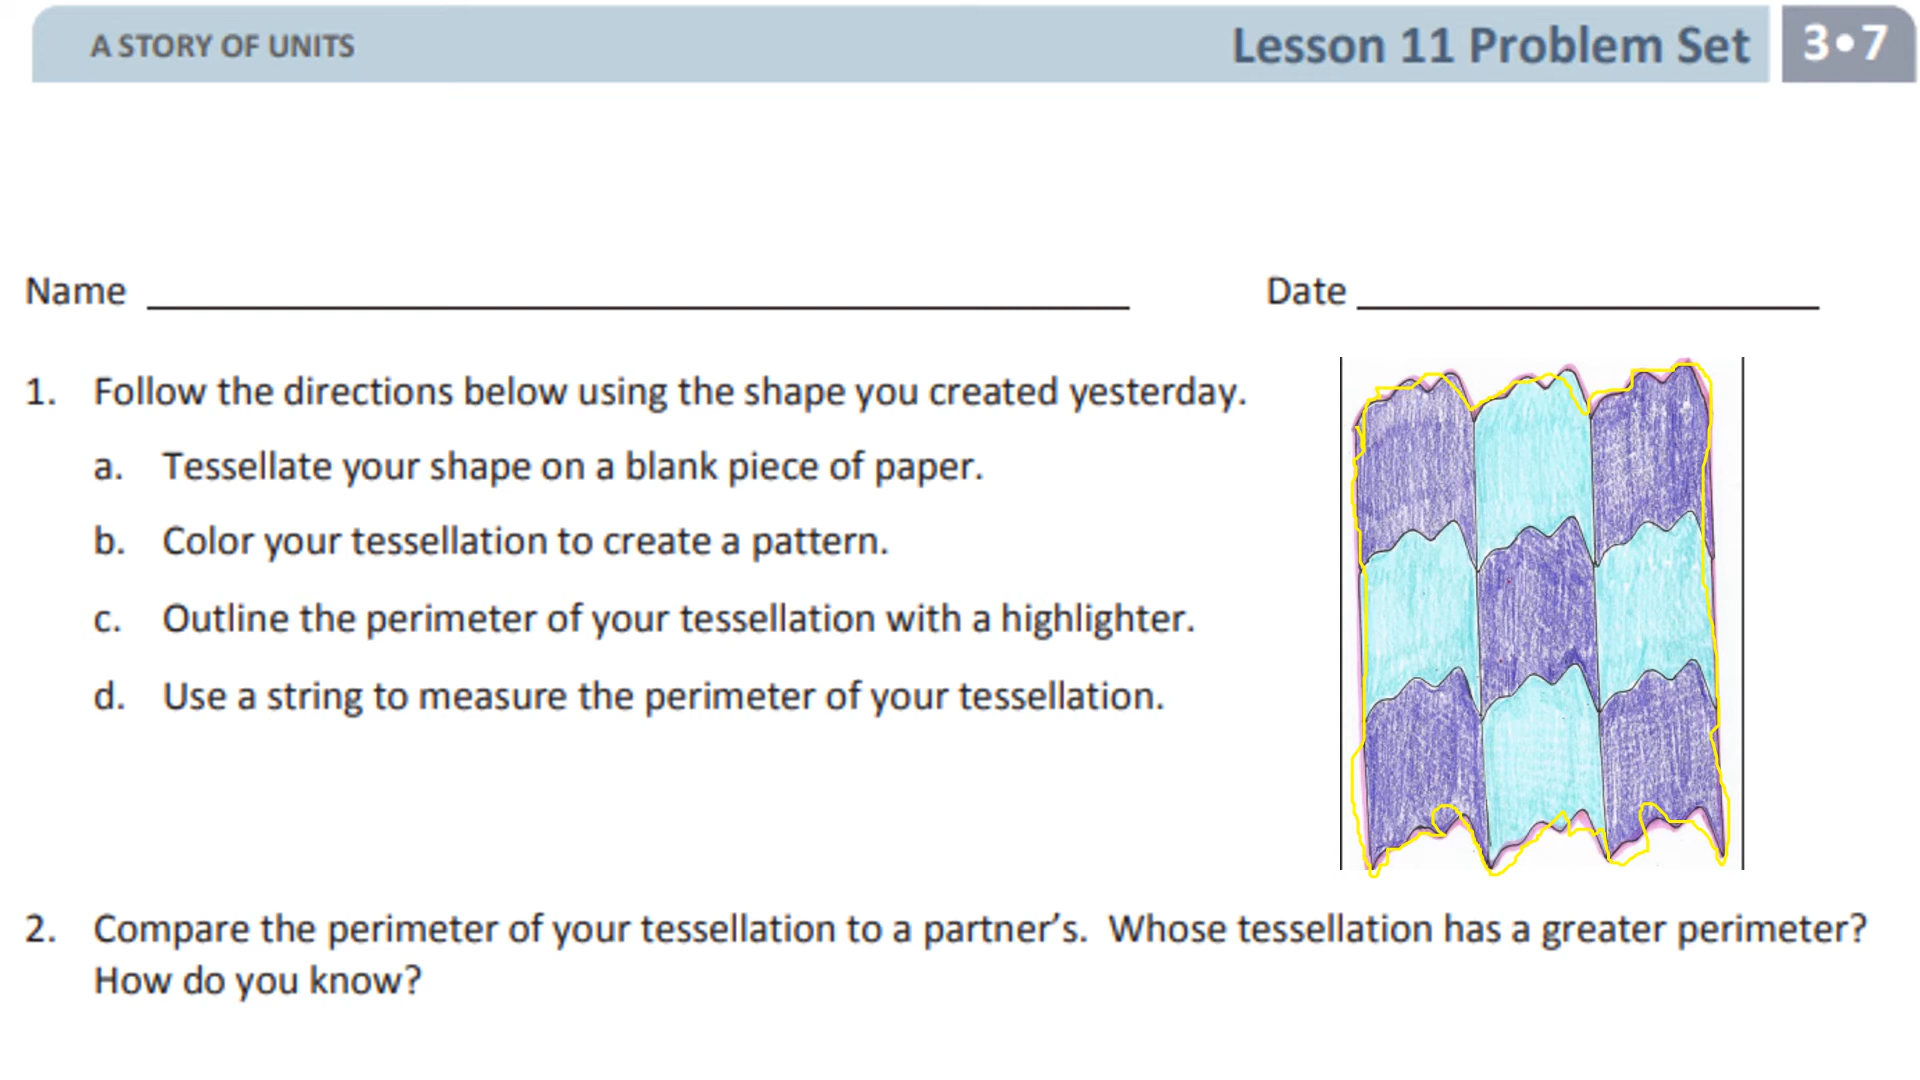 A STORY OF UNITS
Lesson 11 Problem Set
3•7
Name
Date
1. Follow the directions below using the shape you created yesterday.
a. Tessellate your shape on a blank piece of paper.
b. Color your tessellation to create a pattern.
c. Outline the perimeter of your tessellation with a highlighter.
d. Use a string to measure the perimeter of your tessellation.
2. Compare the perimeter of your tessellation to a partner's. Whose tessellation has a greater perimeter?
How do you know?